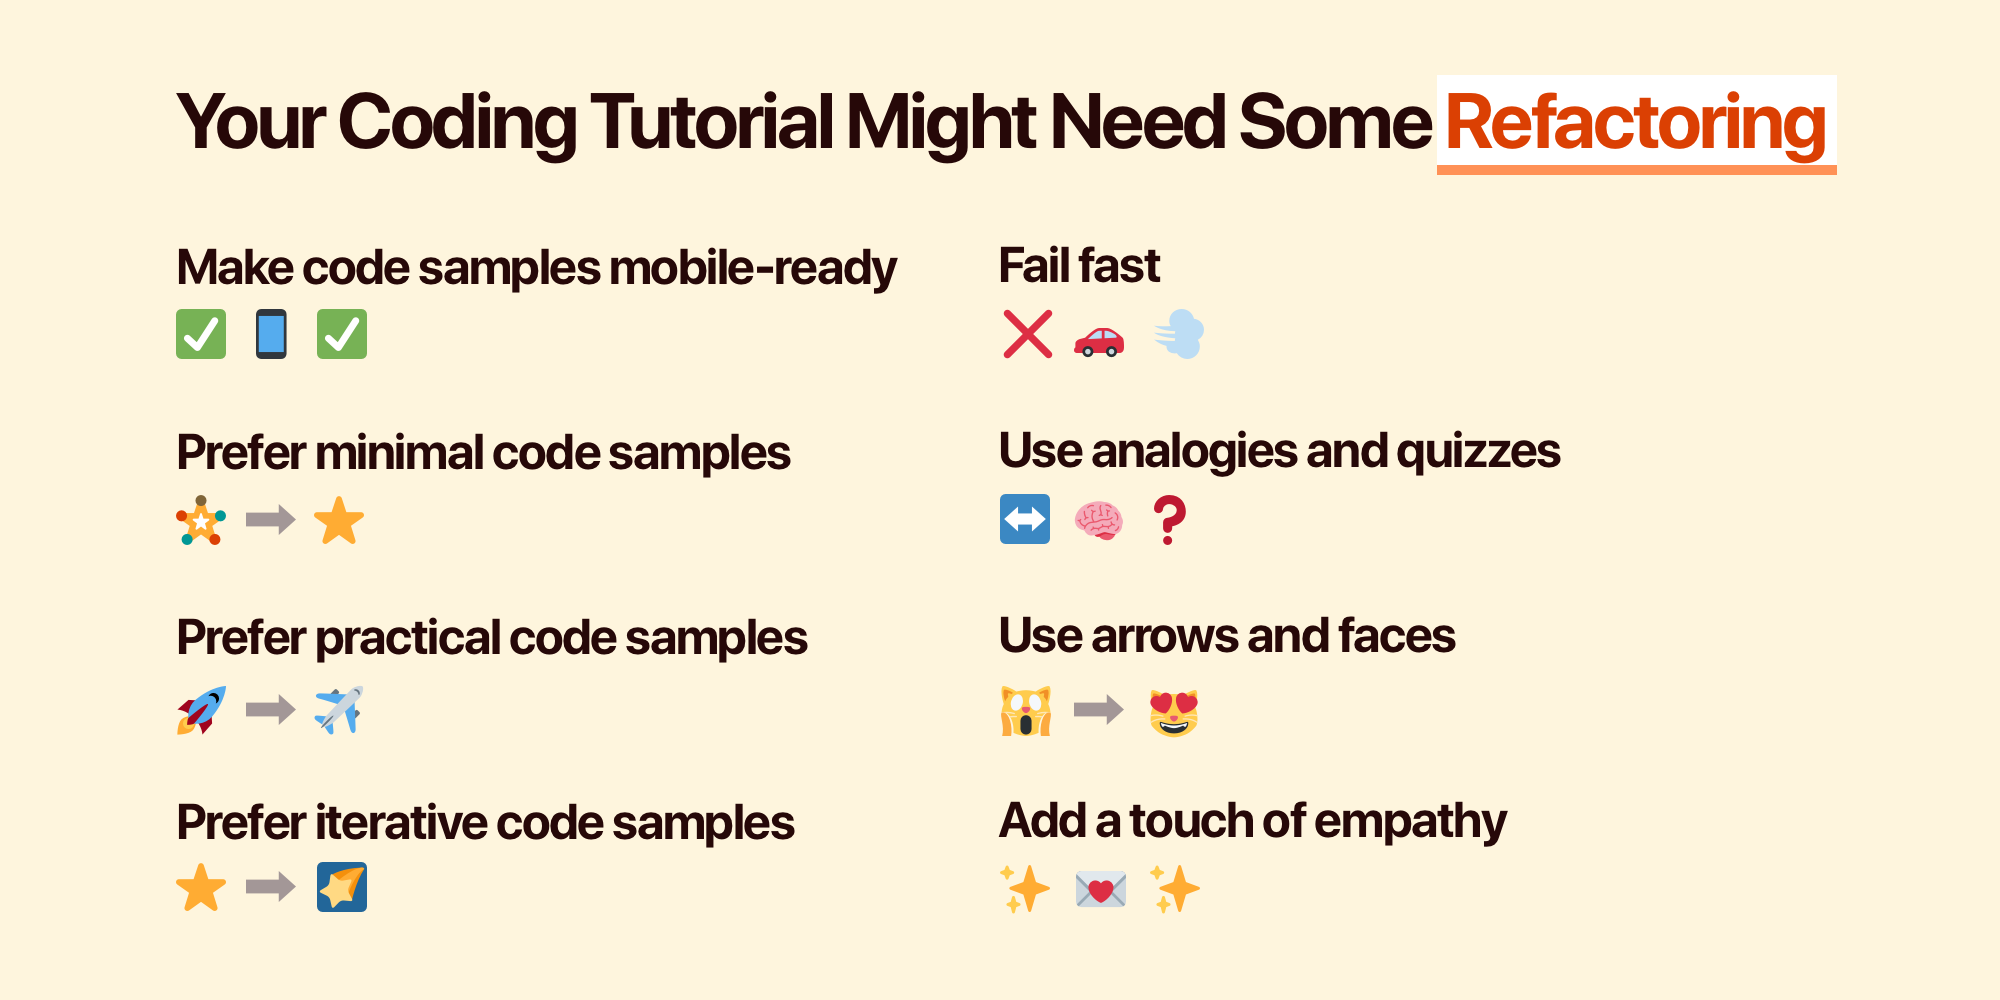 Your Coding Tutorial Might Need Some Refactoring
Make code samples mobile-ready
Prefer minimal code samples
Prefer practical code samples
Prefer iterative code samples
Fail fast
Use analogies and quizzes
Use arrows and faces
Add a touch of empathy